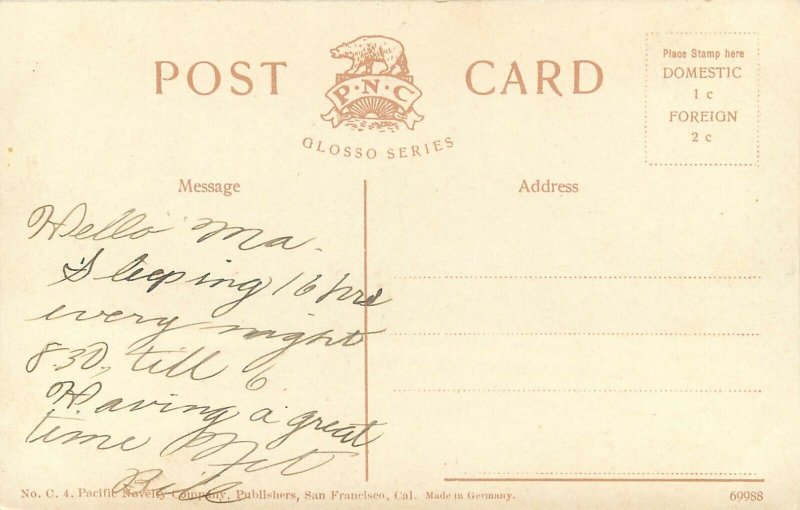 POST CARD
P·N·C
GLOSSO SERIES
Place Stamp here
DOMESTIC
1 c
FOREIGN
2 c
Message
Address
Hello Ma.
Sleeping 16 hrs
every night
8.30, till 6
Having a great
time
Bill
No. C. 4. Pacific Novelty Company, Publishers, San Francisco, Cal. Made in Germany.
69988